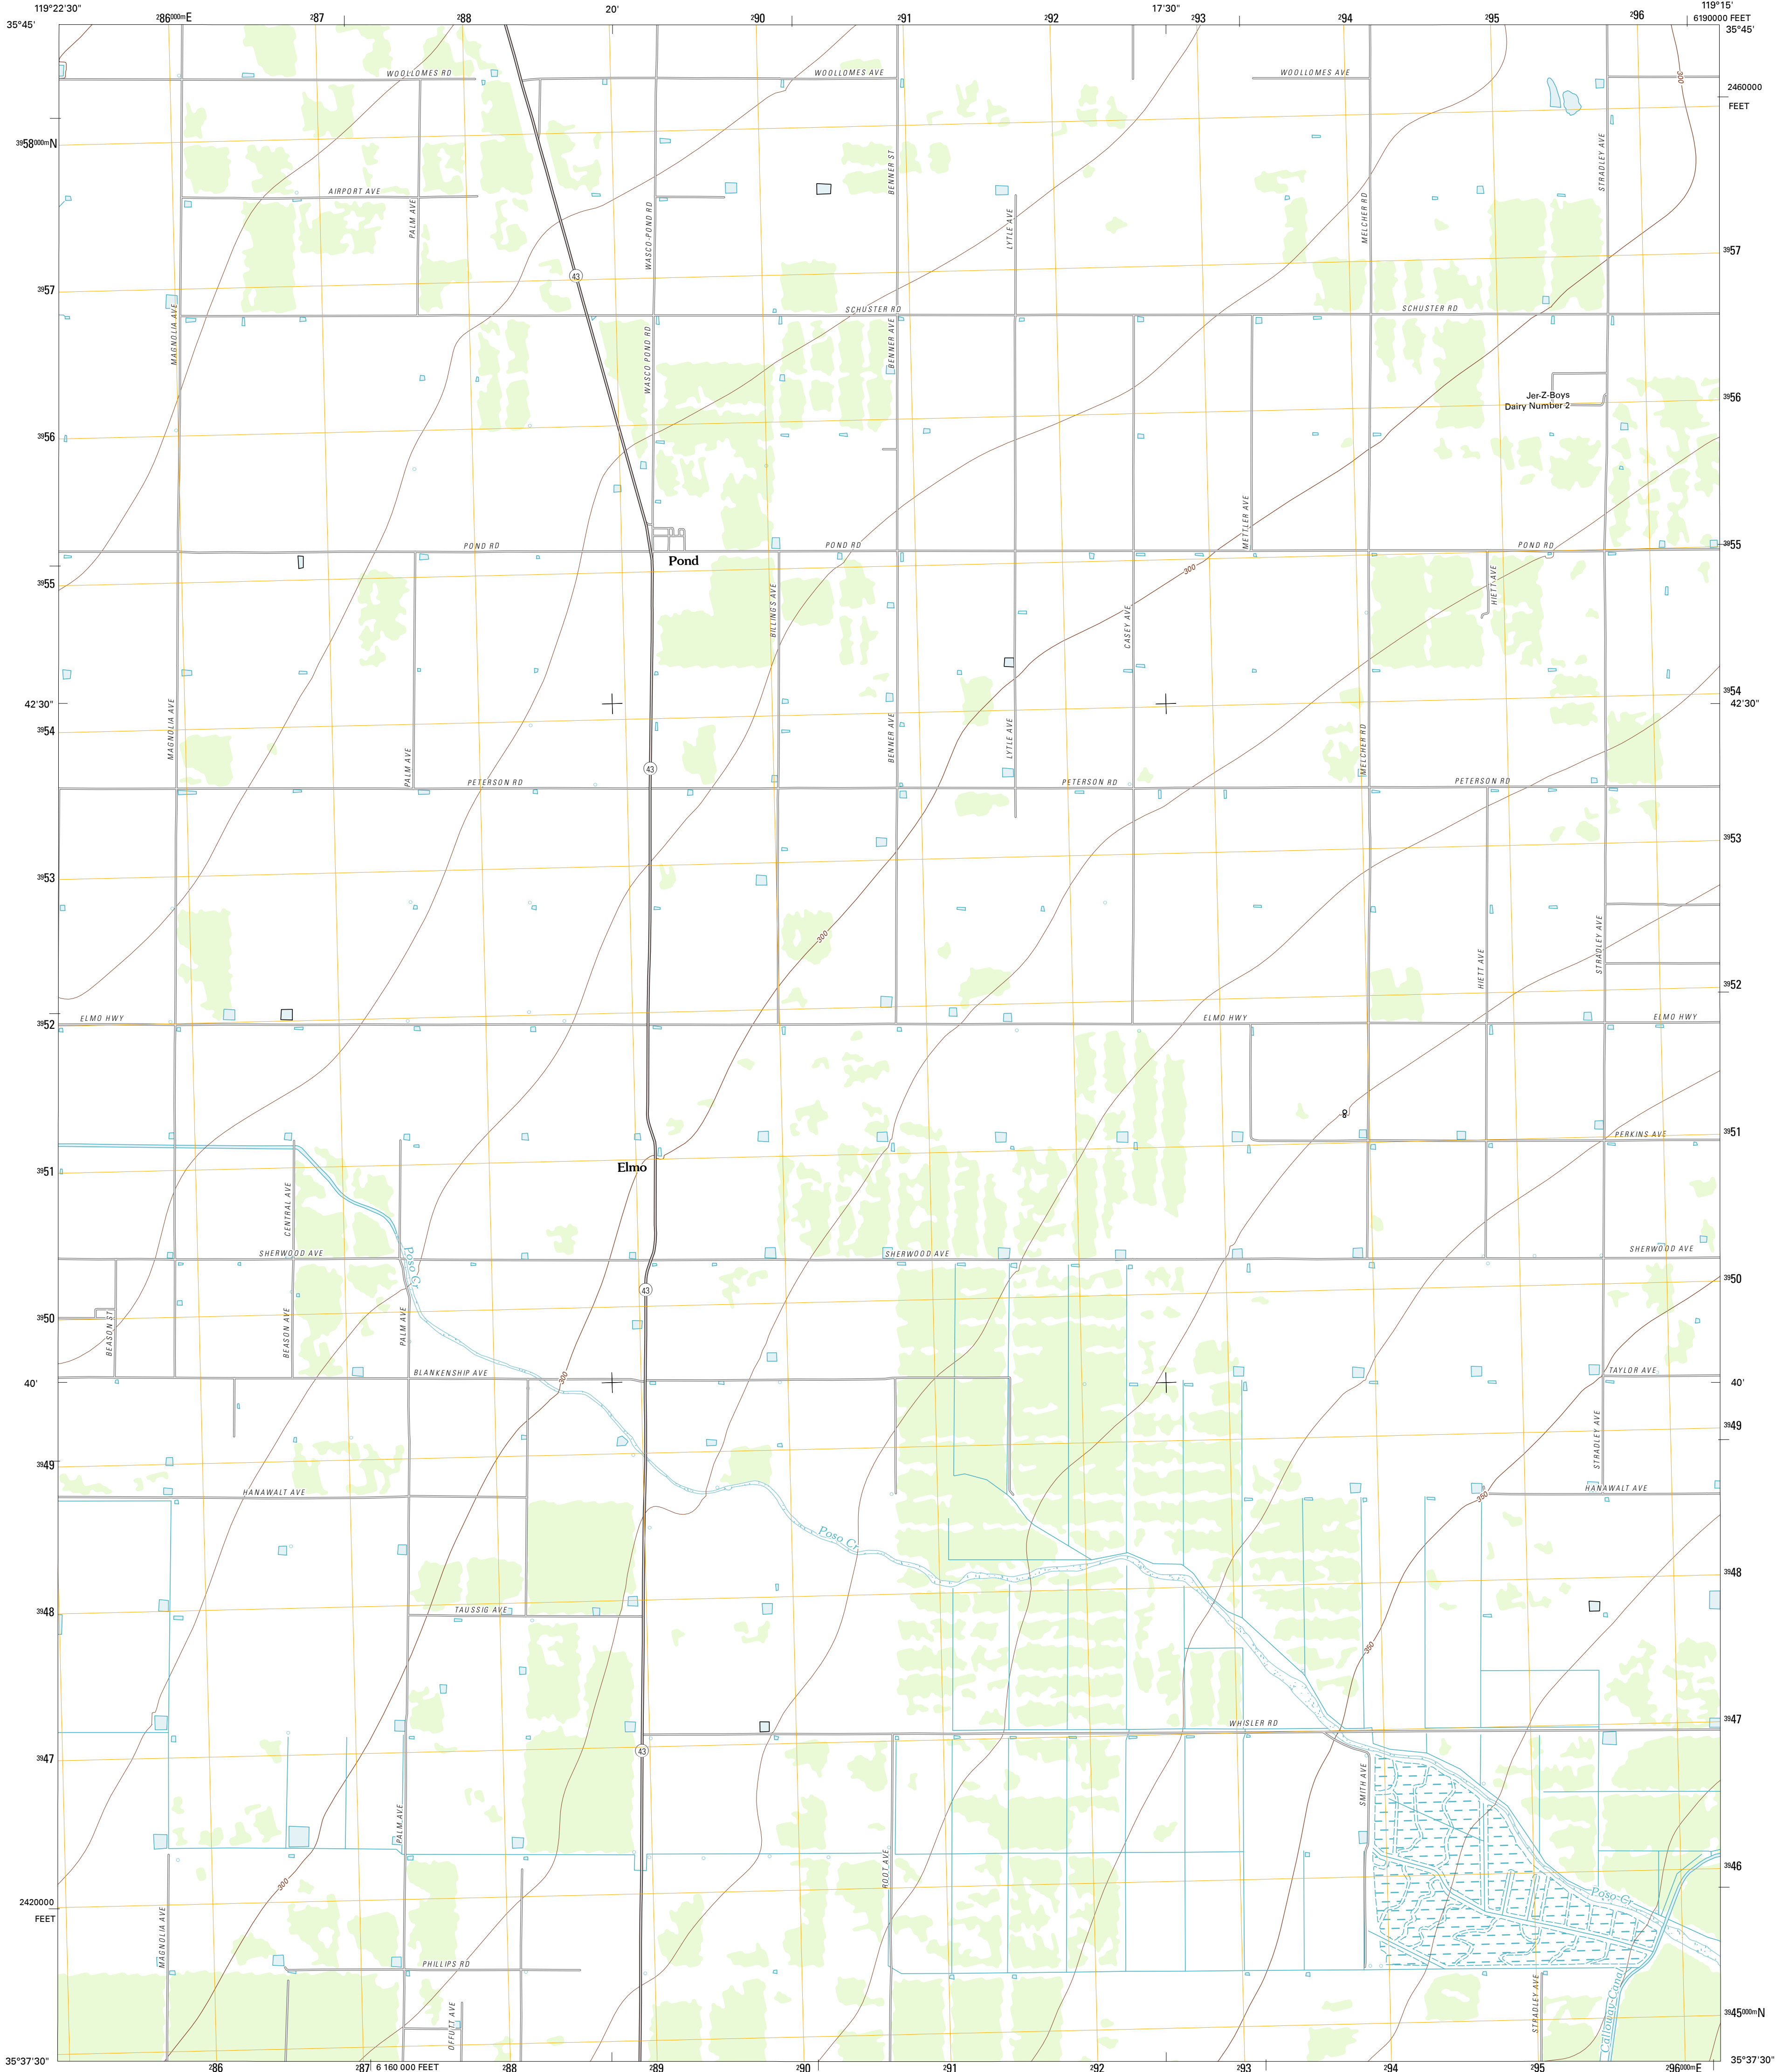 119°22'30"
286000mE
287
288
20'
290
291
292
17'30"
293
294
295
296
119°15'
6190000 FEET
35°45'
35°45'
WOOLLOMES RD
WOOLLOMES AVE
WOOLLOMES AVE
300
2460000
FEET
3958000mN
BENNER ST
STRADLEY AVE
AIRPORT AVE
PALM AVE
WASCO-POND RD
LYTLE AVE
MELCHER RD
3957
43
3957
MAGNOLIA AVE
SCHUSTER RD
SCHUSTER RD
WASCO-POND RD
BENNER AVE
Jer-Z-Boys
Dairy Number 2
3956
3956
METTLER AVE
POND RD
POND RD
POND RD
3955
Pond
300
3955
HIETT AVE
BILLINGS AVE
CASEY AVE
3954
42'30"
42'30"
3954
MAGNOLIA AVE
PALM AVE
BENNER AVE
LYTLE AVE
MELCHER RD
43
PETERSON RD
PETERSON RD
PETERSON RD
3953
3953
300
HIETT AVE
STRADLEY AVE
3952
ELMO HWY
ELMO HWY
ELMO HWY
3952
3951
PERKINS AVE
Elmo
3951
CENTRAL AVE
SHERWOOD AVE
SHERWOOD AVE
SHERWOOD AVE
Poso Cr
3950
43
3950
BEASON ST
BEASON AVE
PALM AVE
BLANKENSHIP AVE
300
TAYLOR AVE
40'
40'
3949
STRADLEY AVE
3949
HANAWALT AVE
350
HANAWALT AVE
Poso Cr
3948
3948
TAUSSIG AVE
350
3947
WHISLER RD
43
3947
SMITH AVE
PALM AVE
ROOT AVE
3946
300
Poso Cr
2420000
FEET
MAGNOLIA AVE
PHILLIPS RD
OFFUTT AVE
STRADLEY AVE
Calloway Canal
3945000mN
35°37'30"
35°37'30"
286
287
6 160 000 FEET
288
289
290
291
292
293
294
295
296000mE